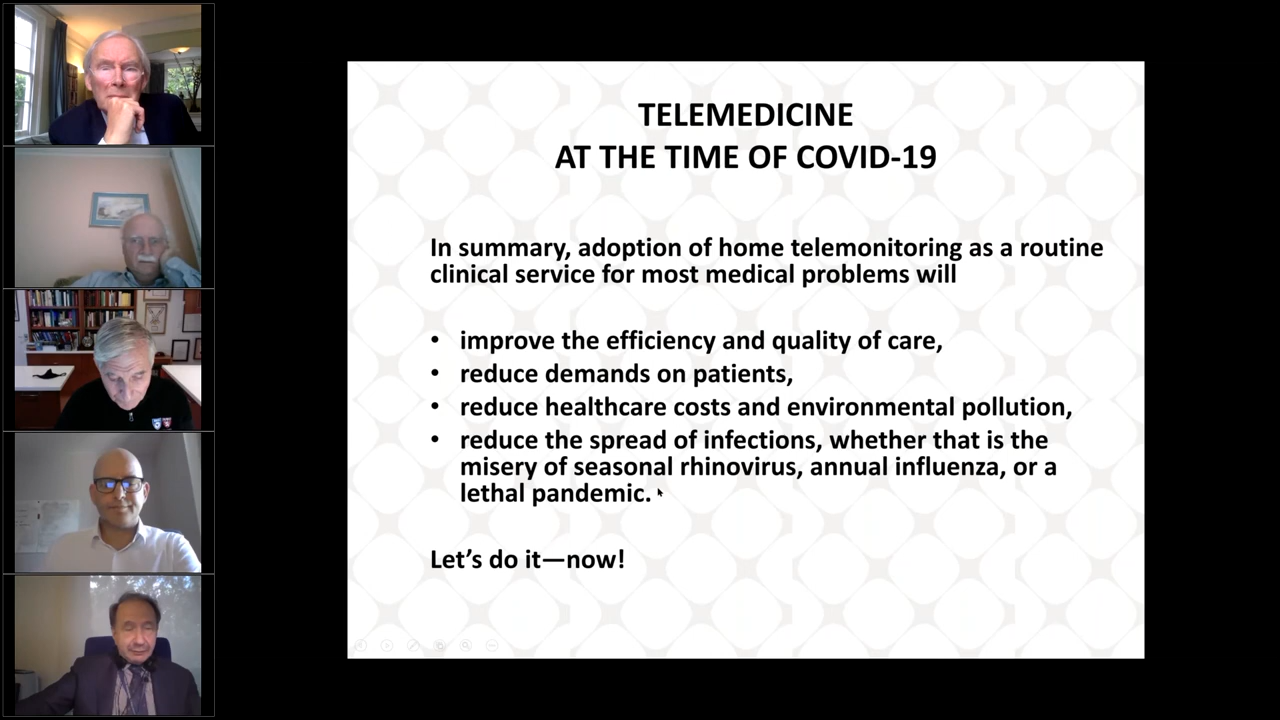 TELEMEDICINE
AT THE TIME OF COVID-19
In summary, adoption of home telemonitoring as a routine
clinical service for most medical problems will
• improve the efficiency and quality of care,
• reduce demands on patients,
• reduce healthcare costs and environmental pollution,
• reduce the spread of infections, whether that is the
misery of seasonal rhinovirus, annual influenza, or a
lethal pandemic.
Let’s do it—now!